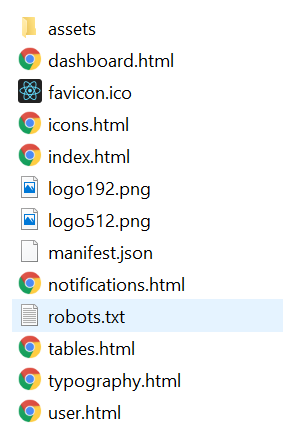 assets
dashboard.html
favicon.ico
icons.html
index.html
logo192.png
logo512.png
manifest.json
notifications.html
robots.txt
tables.html
typography.html
user.html